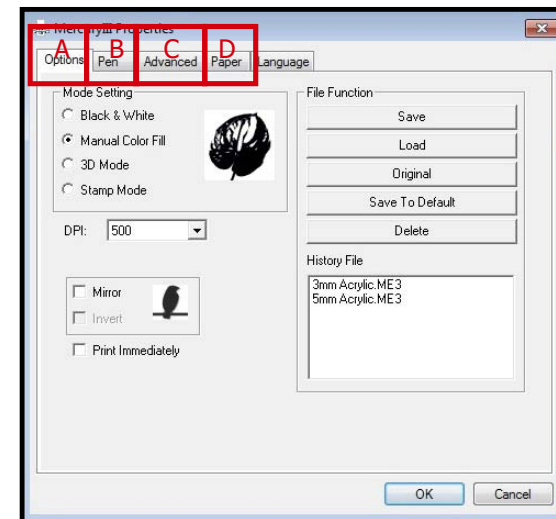 MercuryIII Properties
A B C D
Options Pen Advanced Paper Language
Mode Setting
Black & White
Manual Color Fill
3D Mode
Stamp Mode
DPI: 500
Mirror
Invert
Print Immediately
File Function
Save
Load
Original
Save To Default
Delete
History File
3mm Acrylic.ME3
5mm Acrylic.ME3
OK Cancel